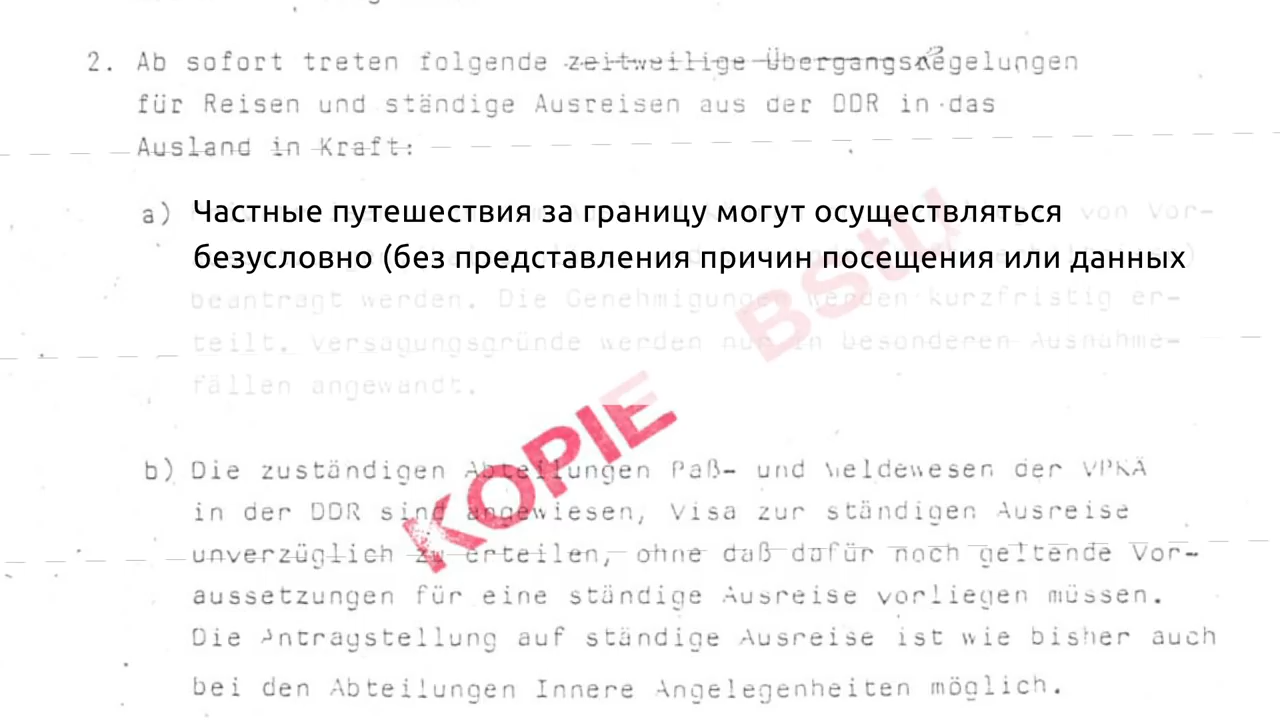 2. Ab sofort treten folgende zeitweilige Übergangsregelungen
für Reisen und ständige Ausreisen aus der DDR in das
Ausland in Kraft:
a) Частные путешествия за границу могут осуществляться
von Vor-
безусловно (без представления причин посещения или данных
beantragt werden. Die Genehmigungen werden kurzfristig er-
teilt. Versagungsgründe werden nur in besonderen Ausnahme-
fällen angewandt.
BStU
KOPIE
b) Die zuständigen Abteilungen Paß- und Meldewesen der VPKÄ
in der DDR sind angewiesen, Visa zur ständigen Ausreise
unverzüglich zu erteilen, ohne daß dafür noch geltende Vor-
aussetzungen für eine ständige Ausreise vorliegen müssen.
Die Antragstellung auf ständige Ausreise ist wie bisher auch
bei den Abteilungen Innere Angelegenheiten möglich.